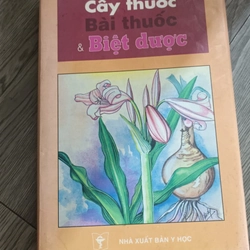 Cây thuốc
Bài thuốc
& Biệt dược
NHÀ XUẤT BẢN Y HỌC